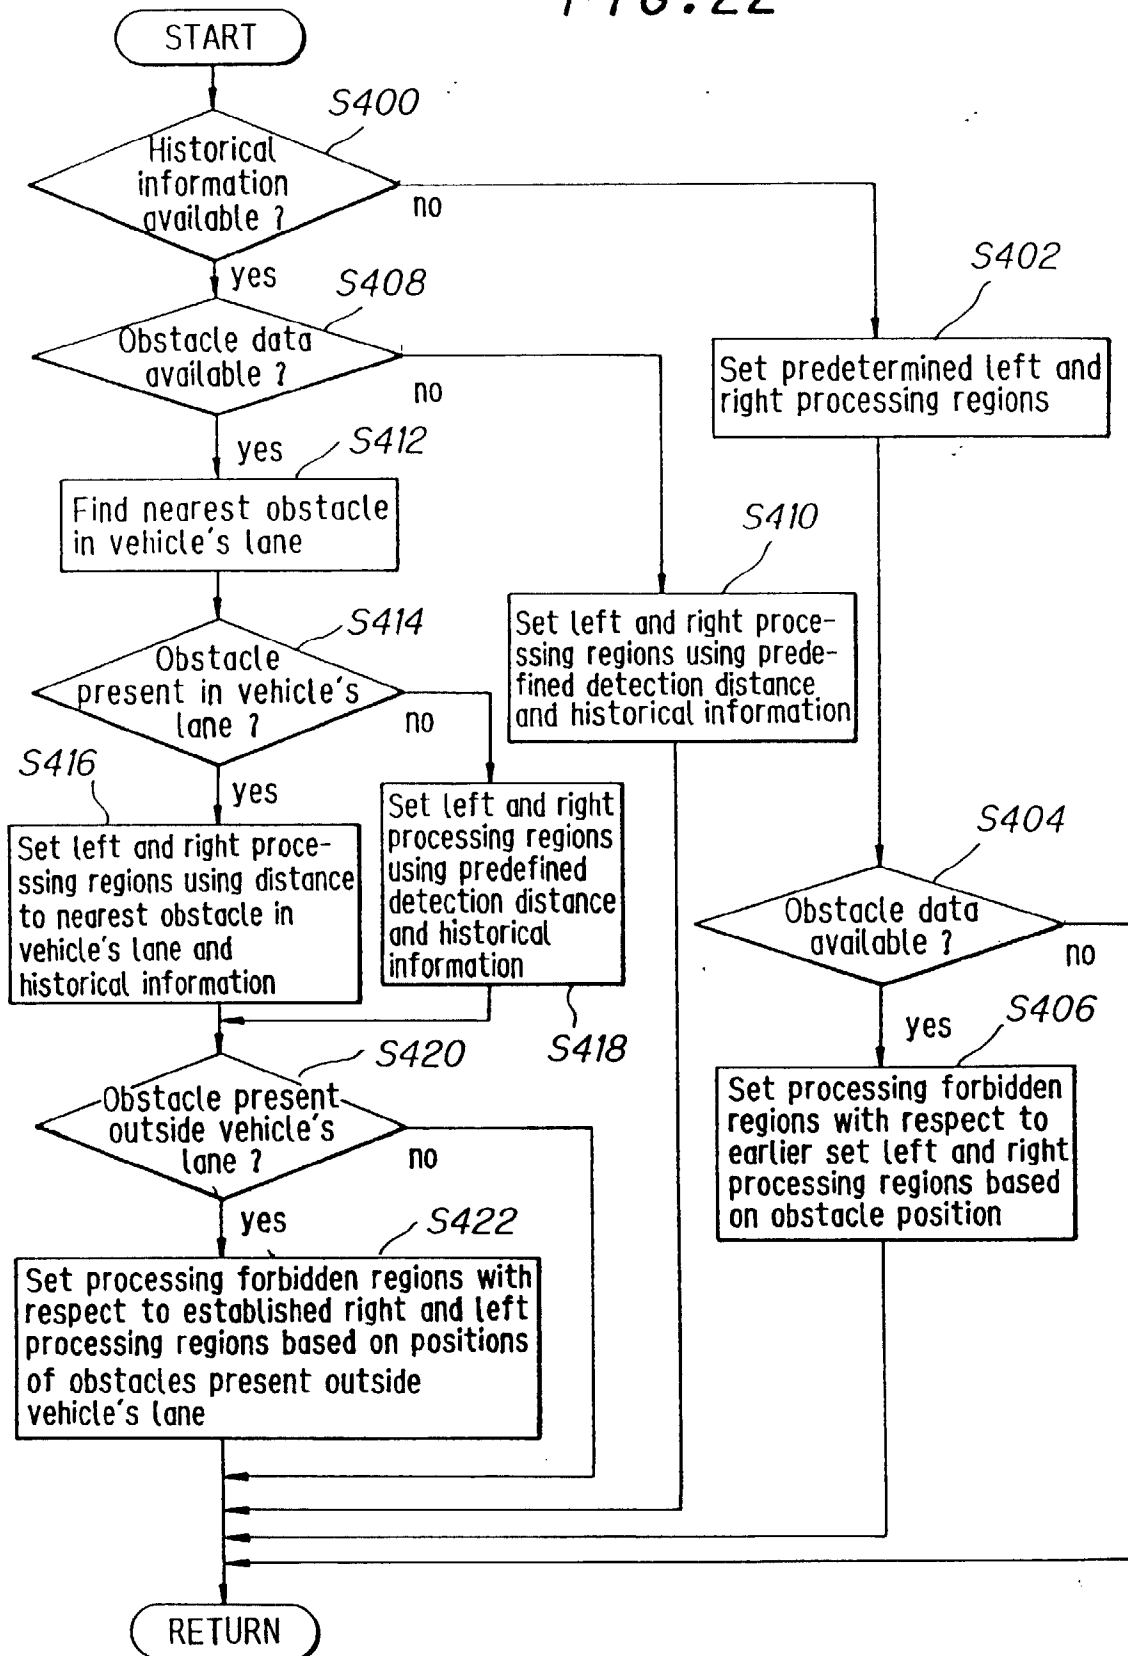 FIG.22
START
S400
Historical
information
available ?
no
yes
S402
Set predetermined left and
right processing regions
S408
Obstacle data
available ?
no
yes
S412
Find nearest obstacle
in vehicle's lane
S410
Set left and right proce-
ssing regions using prede-
fined detection distance
and historical information
S414
Obstacle
present in vehicle's
lane ?
no
yes
S416
Set left and right proce-
ssing regions using distance
to nearest obstacle in
vehicle's lane and
historical information
Set left and right
processing regions
using predefined
detection distance
and historical
information
S418
S404
Obstacle data
available ?
no
yes
S406
Set processing forbidden
regions with respect to
earlier set left and right
processing regions based
on obstacle position
S420
Obstacle present
outside vehicle's
lane ?
no
yes
S422
Set processing forbidden regions with
respect to established right and left
processing regions based on positions
of obstacles present outside
vehicle's lane
RETURN